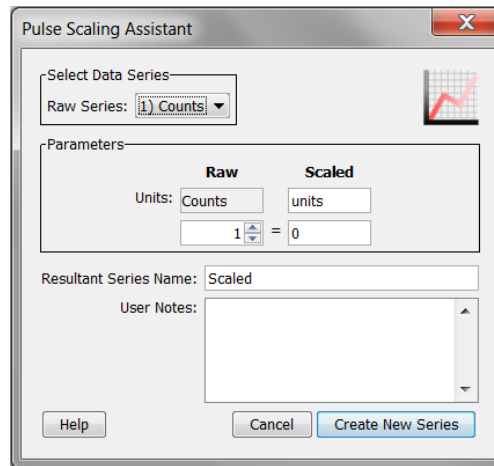 Pulse Scaling Assistant
Select Data Series
Raw Series: 1) Counts
Parameters
Raw Scaled
Units: Counts units
1 = 0
Resultant Series Name: Scaled
User Notes:
Help Cancel Create New Series